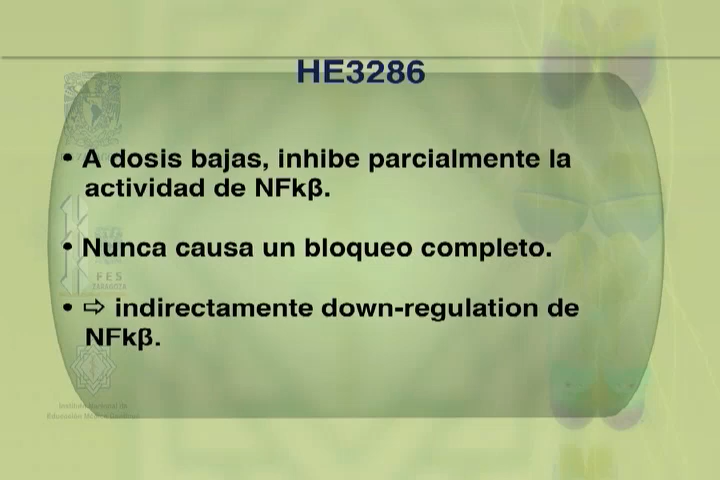 HE3286
• A dosis bajas, inhibe parcialmente la
actividad de NFkβ.
• Nunca causa un bloqueo completo.
FES
ZARAGOZA
• ⇨ indirectamente down-regulation de
NFkβ.